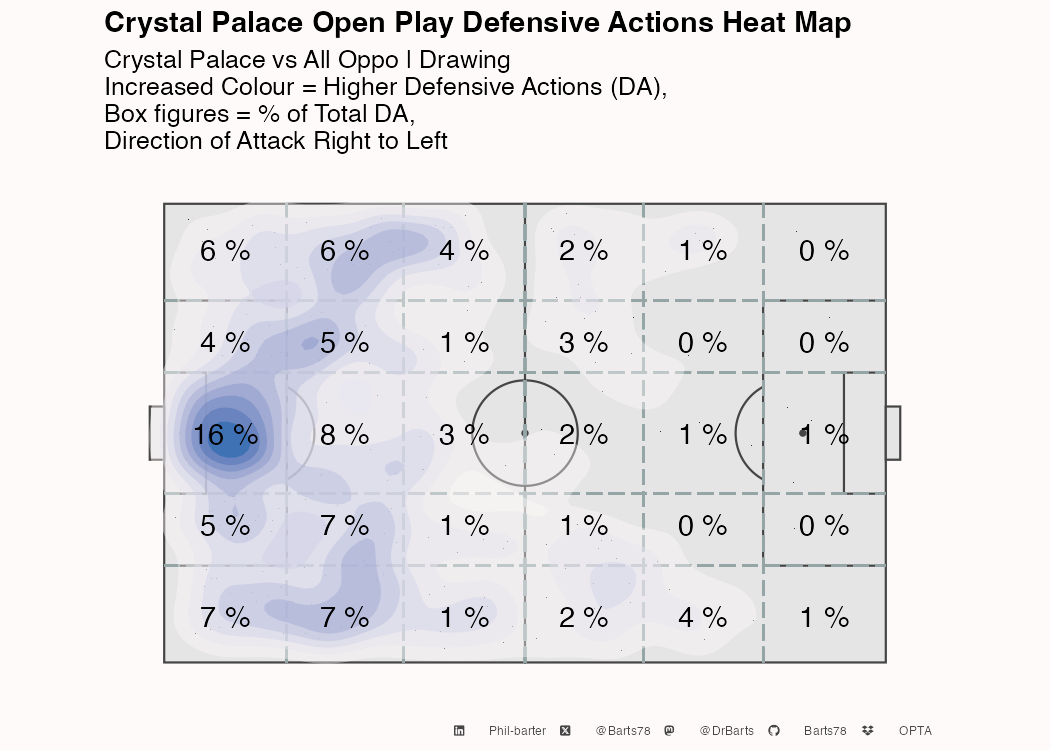 Crystal Palace Open Play Defensive Actions Heat Map
Crystal Palace vs All Oppo | Drawing
Increased Colour = Higher Defensive Actions (DA),
Box figures = % of Total DA,
Direction of Attack Right to Left
6 % 6 % 4 % 2 % 1 % 0 %
4 % 5 % 1 % 3 % 0 % 0 %
16 % 8 % 3 % 2 % 1 % 1 %
5 % 7 % 1 % 1 % 0 % 0 %
7 % 7 % 1 % 2 % 4 % 1 %
Phil-barter @Barts78 @DrBarts Barts78 OPTA